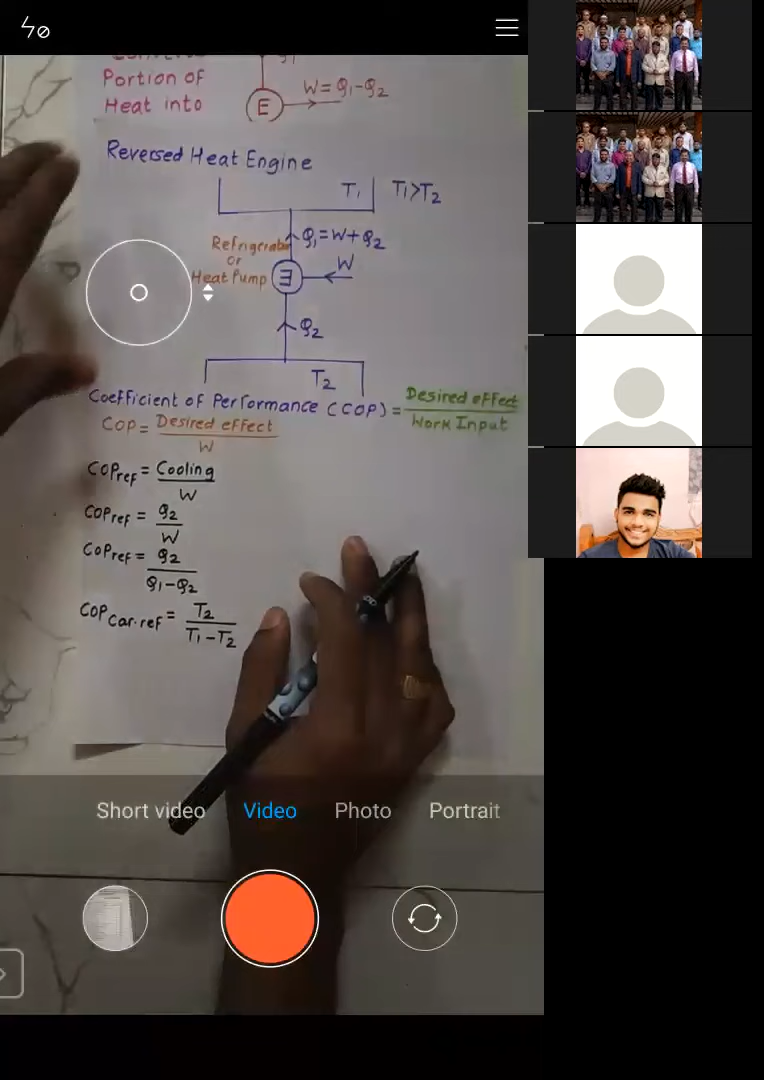 Portion of
Heat into
E
W = Q1-Q2
Reversed Heat Engine
T1
T1>T2
Q1=W+Q2
Refrigerator
or
Heat Pump
E
W
Q2
T2
Coefficient of Performance (COP) = Desired effect / Work Input
COP = Desired effect / W
COPref = Cooling / W
COPref = Q2 / W
COPref = Q2 / Q1-Q2
COPCar.ref = T2 / T1-T2
Short video Video Photo Portrait